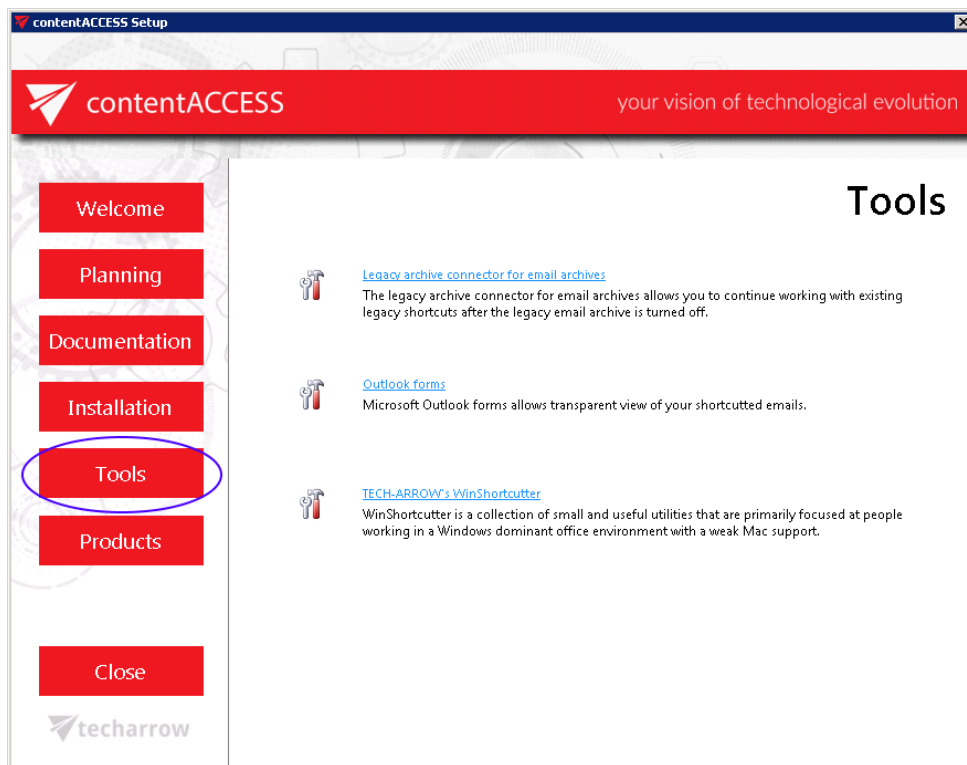 contentACCESS Setup
contentACCESS
your vision of technological evolution
Welcome
Planning
Documentation
Installation
Tools
Products
Close
techarrow
Tools
Legacy archive connector for email archives
The legacy archive connector for email archives allows you to continue working with existing
legacy shortcuts after the legacy email archive is turned off.
Outlook forms
Microsoft Outlook forms allows transparent view of your shortcutted emails.
TECH-ARROW's WinShortcutter
WinShortcutter is a collection of small and useful utilities that are primarily focused at people
working in a Windows dominant office environment with a weak Mac support.